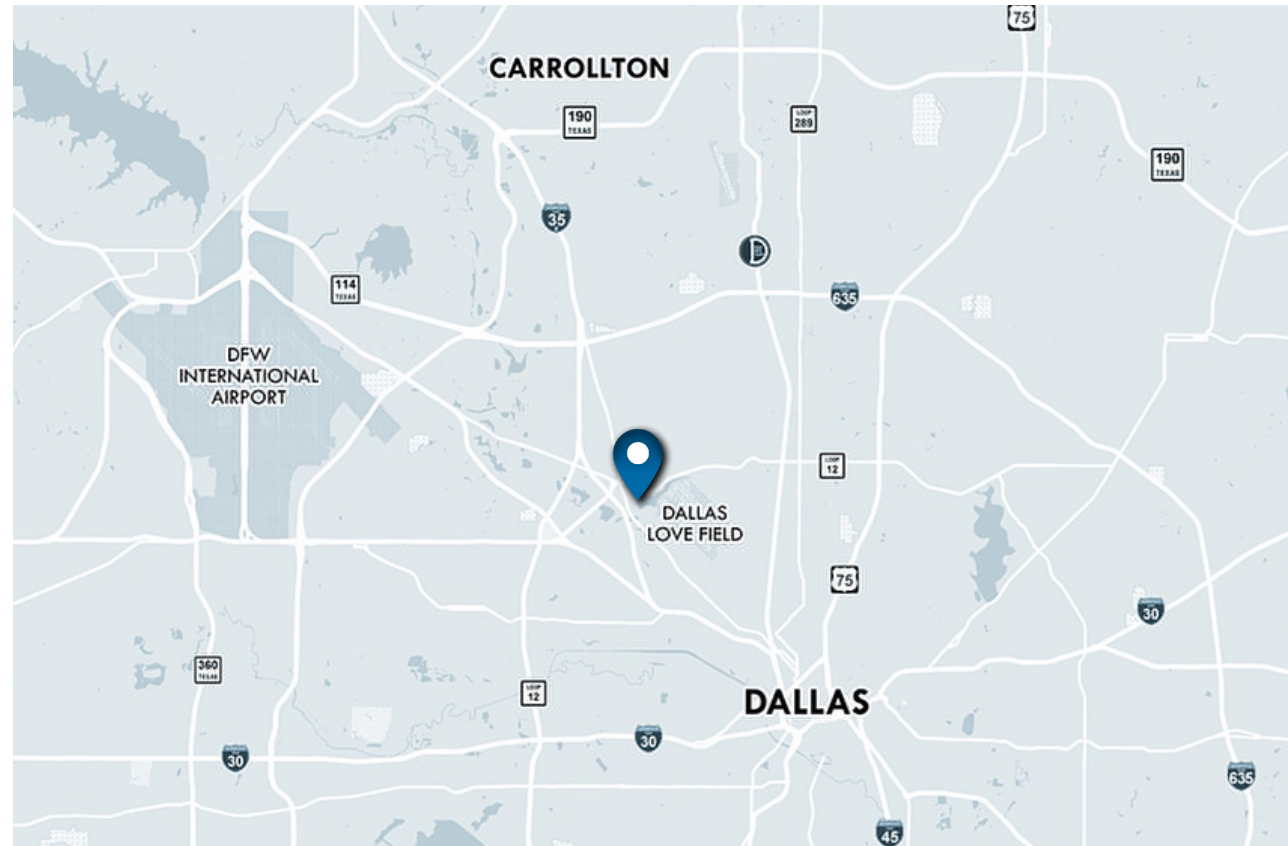 75
CARROLLTON
190
TEXAS
LOOP
289
190
TEXAS
35
114
TEXAS
635
DFW
INTERNATIONAL
AIRPORT
LOOP
12
DALLAS
LOVE FIELD
75
30
360
TEXAS
LOOP
12
DALLAS
30
30
635
45